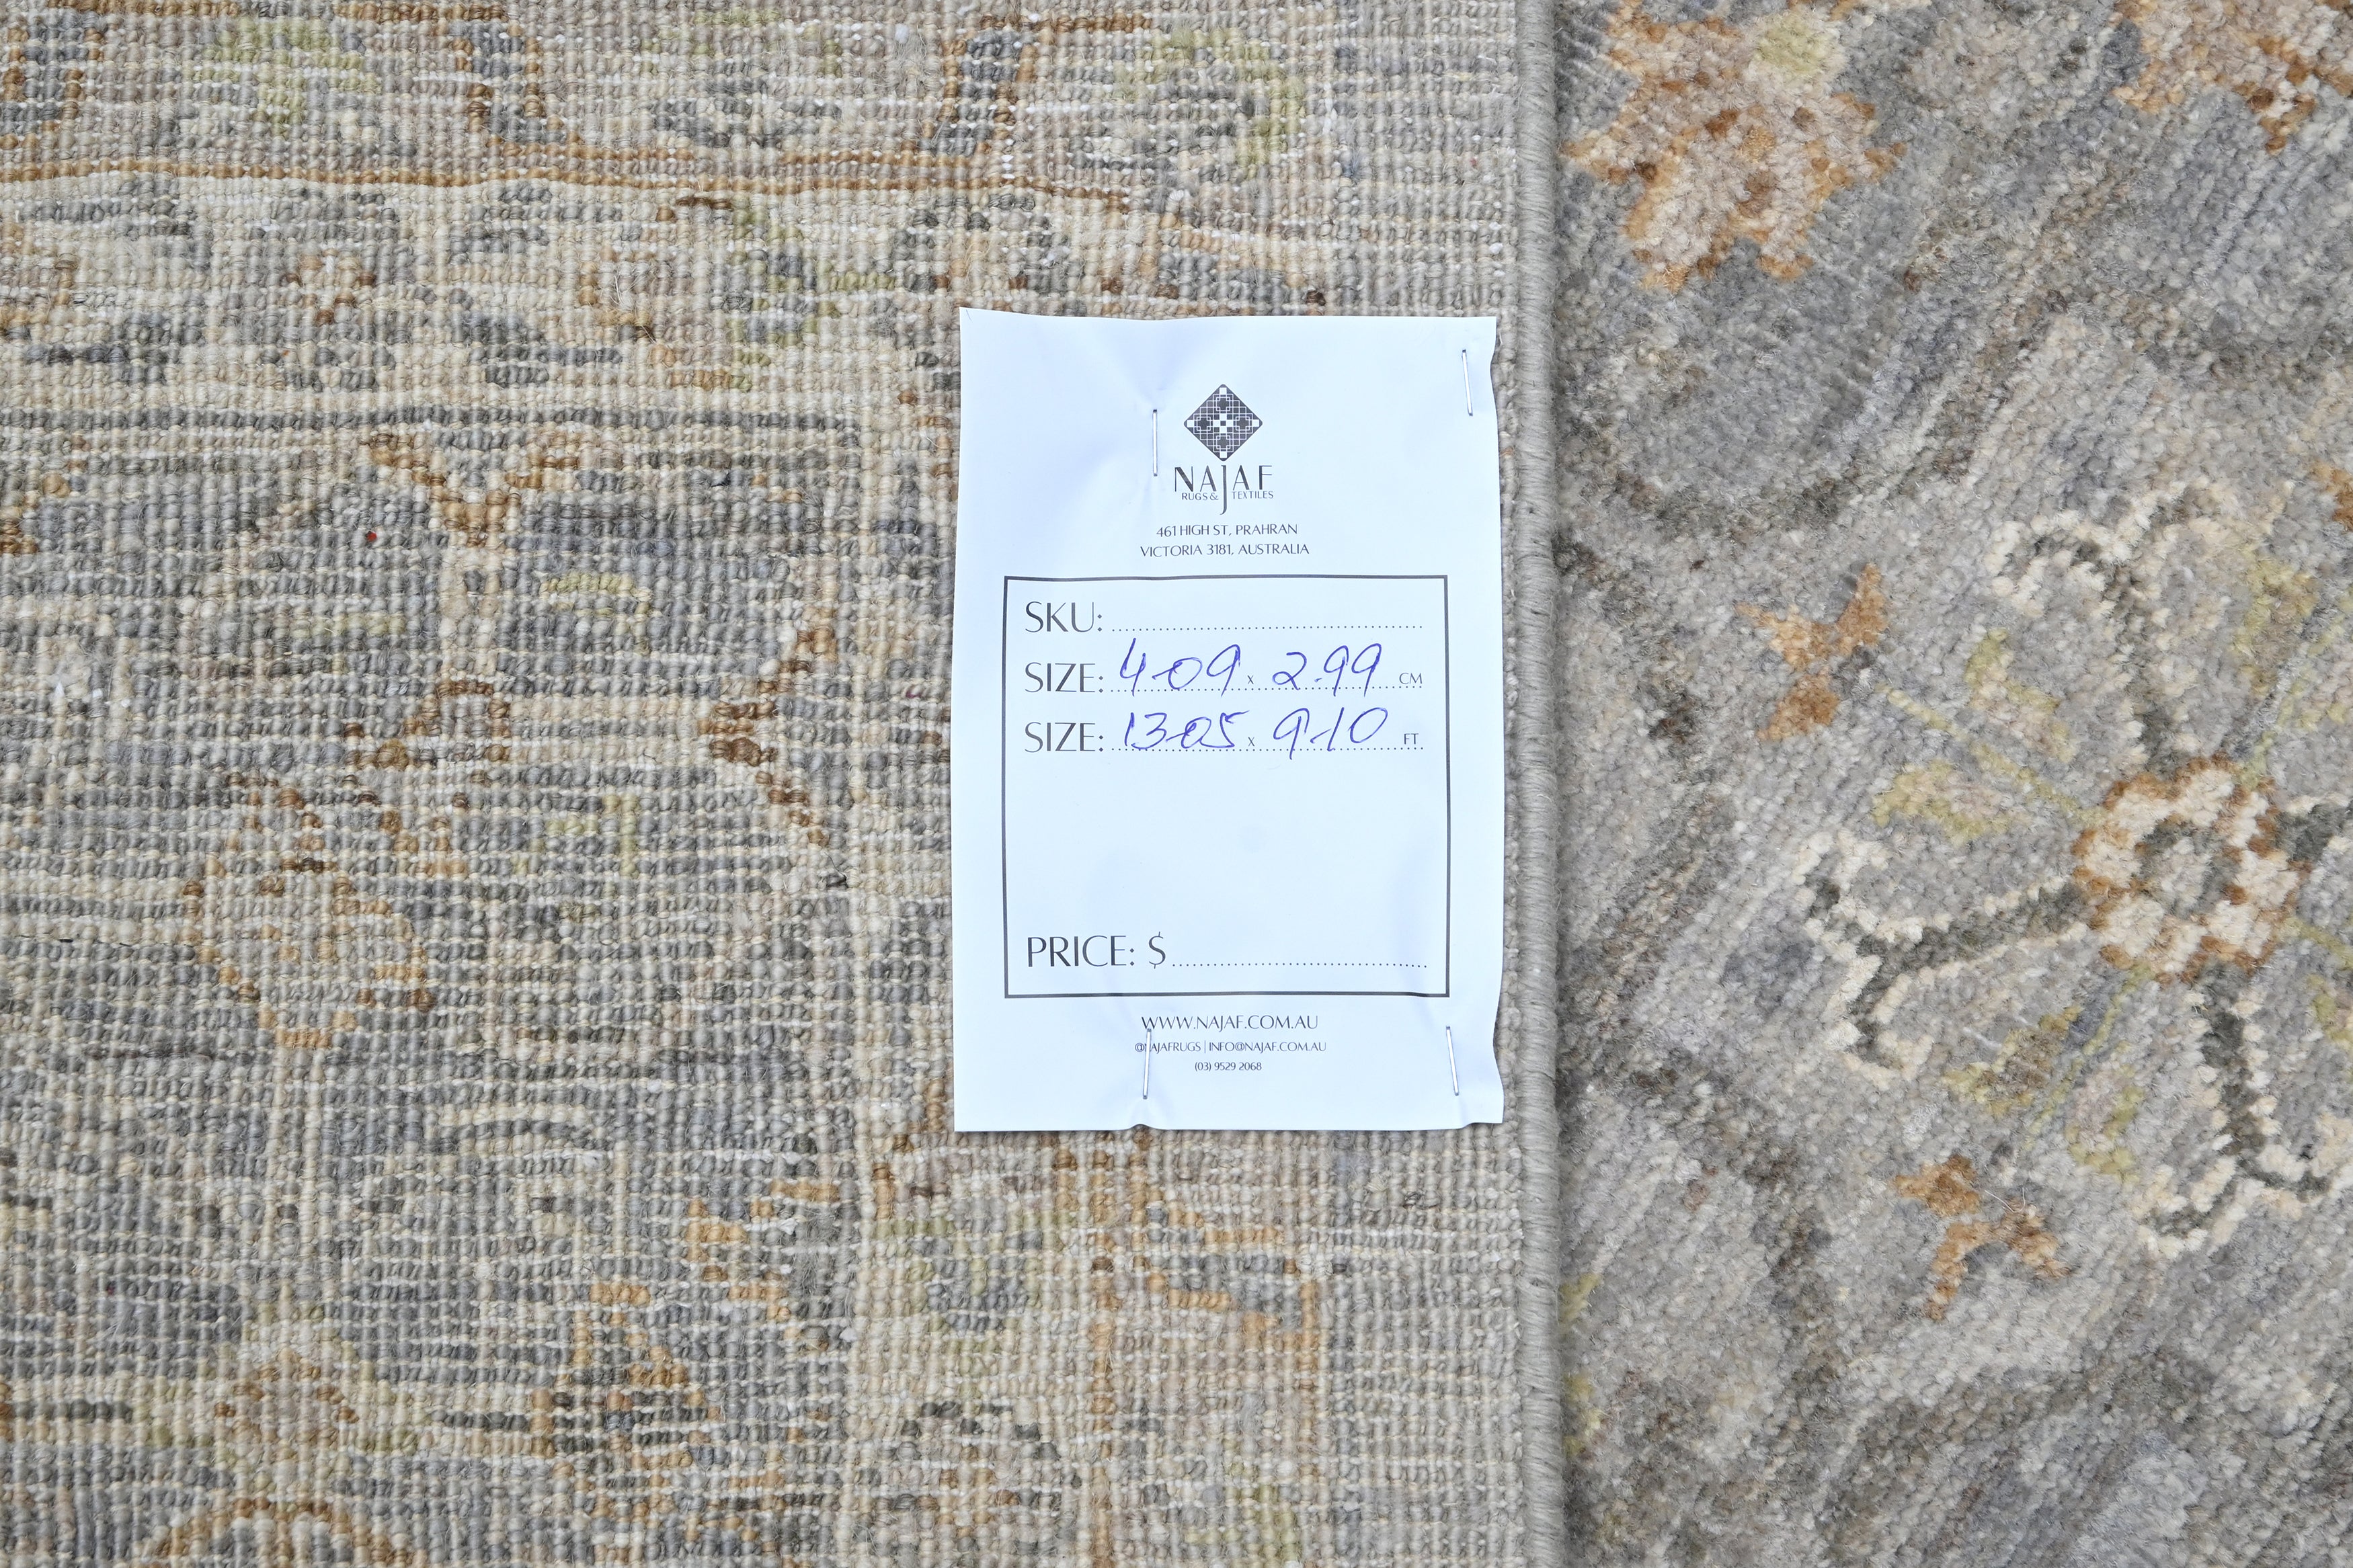 NAJAF
RUGS & TEXTILES
461 HIGH ST, PRAHRAN
VICTORIA 3181, AUSTRALIA
SKU:
SIZE: 4-09 x 2.99 CM
SIZE: 13-05 x 9-10 FT
PRICE: $
WWW.NAJAF.COM.AU
@NAJAFRUGS | INFO@NAJAF.COM.AU
(03) 9529 2068